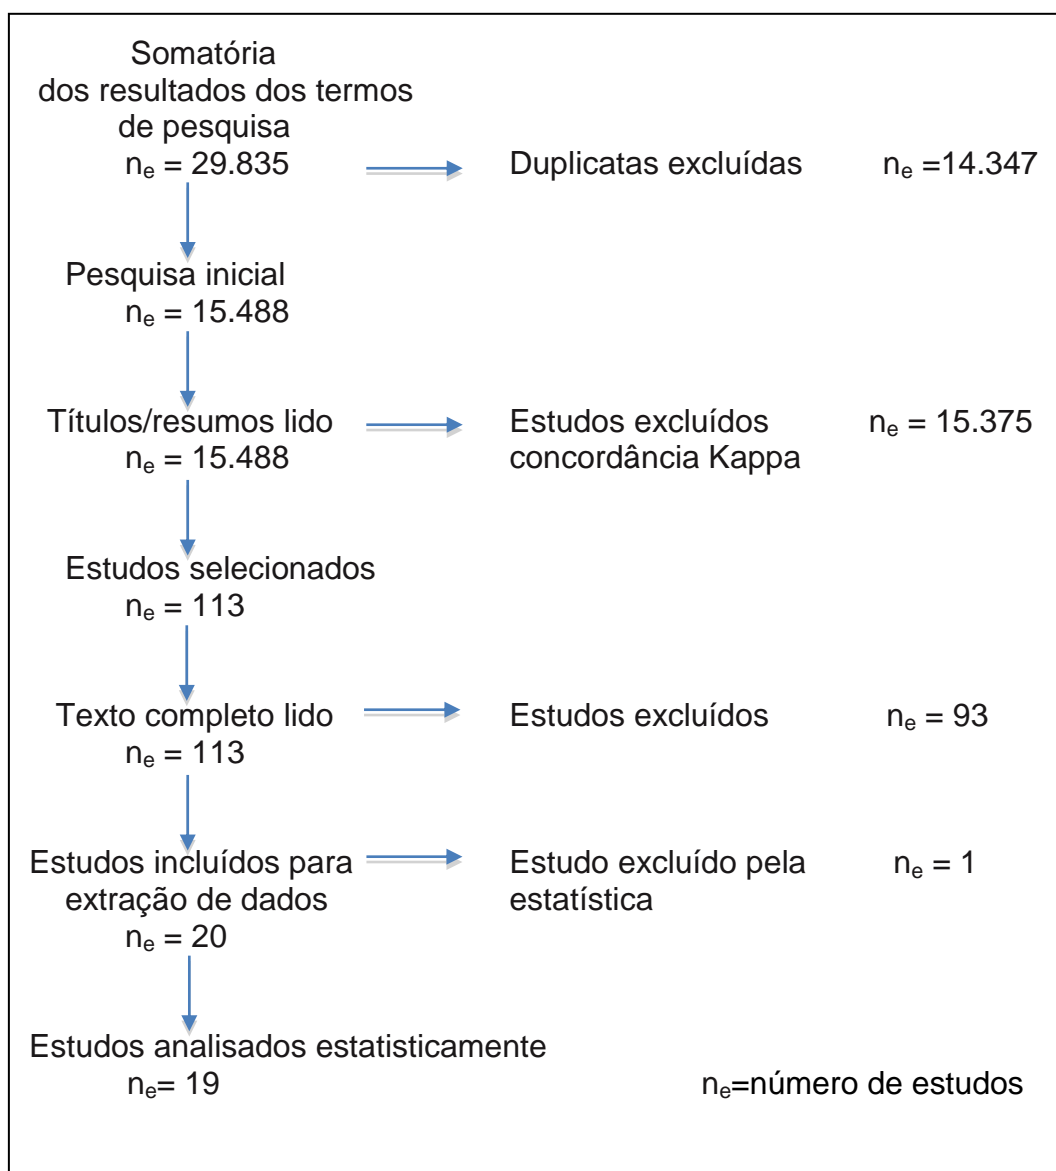 Somatória
dos resultados dos termos
de pesquisa
nₑ = 29.835
Duplicatas excluídas
nₑ =14.347
Pesquisa inicial
nₑ = 15.488
Títulos/resumos lido
nₑ = 15.488
Estudos excluídos
concordância Kappa
nₑ = 15.375
Estudos selecionados
nₑ = 113
Texto completo lido
nₑ = 113
Estudos excluídos
nₑ = 93
Estudos incluídos para
extração de dados
nₑ = 20
Estudo excluído pela
estatística
nₑ = 1
Estudos analisados estatisticamente
nₑ= 19
nₑ=número de estudos